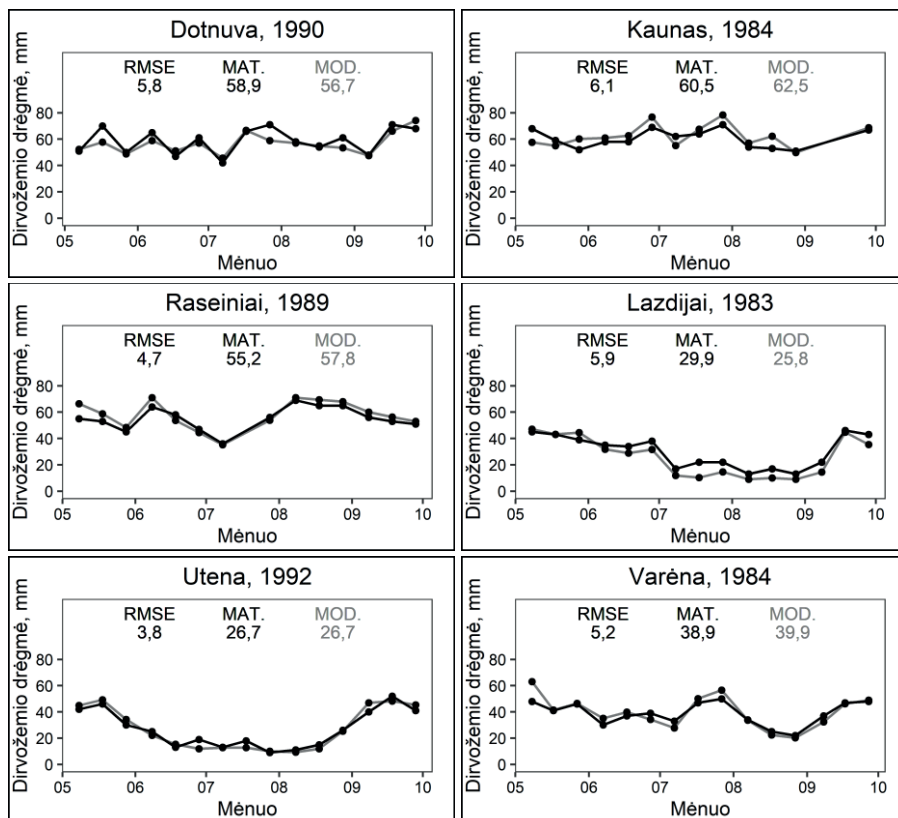 Dotnuva, 1990
RMSE MAT. MOD.
5,8 58,9 56,7
Dirvožemio drėgmė, mm
80
60
40
20
0
05 06 07 08 09 10
Mėnuo
Kaunas, 1984
RMSE MAT. MOD.
6,1 60,5 62,5
Dirvožemio drėgmė, mm
80
60
40
20
0
05 06 07 08 09 10
Mėnuo
Raseiniai, 1989
RMSE MAT. MOD.
4,7 55,2 57,8
Dirvožemio drėgmė, mm
80
60
40
20
0
05 06 07 08 09 10
Mėnuo
Lazdijai, 1983
RMSE MAT. MOD.
5,9 29,9 25,8
Dirvožemio drėgmė, mm
80
60
40
20
0
05 06 07 08 09 10
Mėnuo
Utena, 1992
RMSE MAT. MOD.
3,8 26,7 26,7
Dirvožemio drėgmė, mm
80
60
40
20
0
05 06 07 08 09 10
Mėnuo
Varėna, 1984
RMSE MAT. MOD.
5,2 38,9 39,9
Dirvožemio drėgmė, mm
80
60
40
20
0
05 06 07 08 09 10
Mėnuo